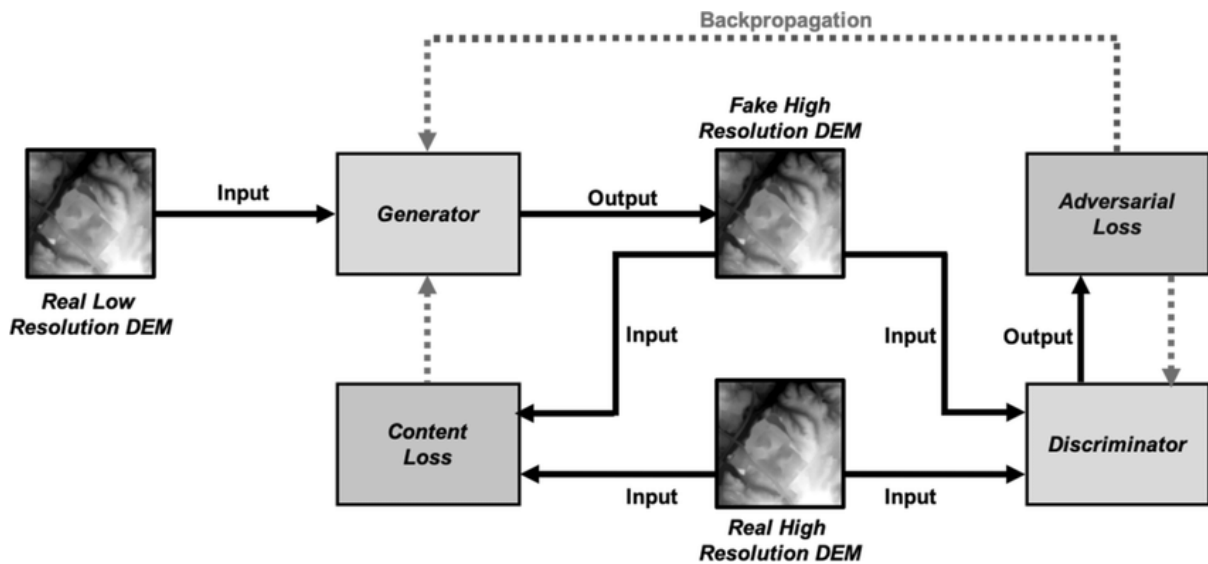 Backpropagation
Fake High
Resolution DEM
Input
Generator
Output
Adversarial
Loss
Real Low
Resolution DEM
Input
Input
Output
Content
Loss
Discriminator
Input
Input
Real High
Resolution DEM